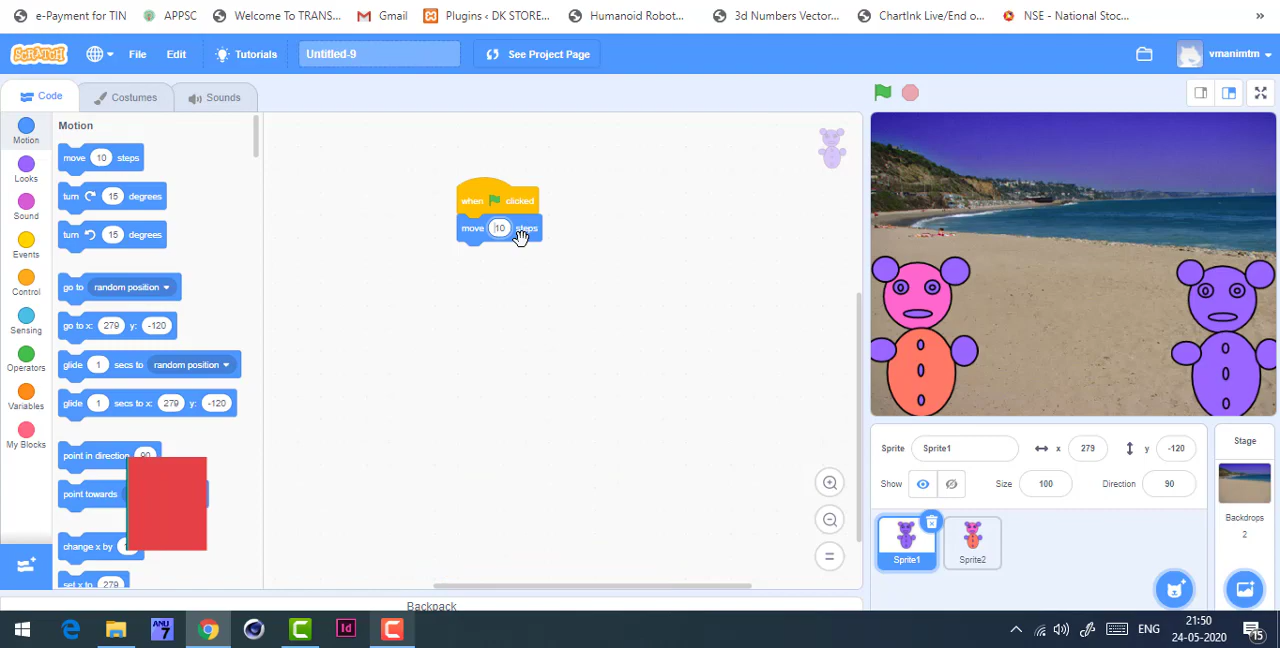 e-Payment for TIN APPSC Welcome To TRANS... Gmail Plugins < DK STORE... Humanoid Robot... 3d Numbers Vector... ChartInk Live/End o... NSE - National Stoc... »
SCRATCH File Edit Tutorials Untitled-9 See Project Page vmanimtm
Code Costumes Sounds
Motion
Looks
Sound
Events
Control
Sensing
Operators
Variables
My Blocks
Motion
move 10 steps
turn 15 degrees
turn 15 degrees
go to random position
go to x: 279 y: -120
glide 1 secs to random position
glide 1 secs to x: 279 y: -120
point in direction 90
point towards
change x by
set x to 279
when clicked
move 10 steps
Backpack
Sprite Sprite1 x 279 y -120
Show Size 100 Direction 90
Sprite1 Sprite2
Stage
Backdrops
2
ANU
7
Id
C
C
ENG
21:50
24-05-2020
15